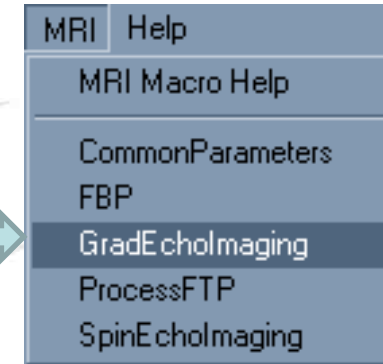 MRI Help
MRI Macro Help
CommonParameters
FBP
GradEchoImaging
ProcessFTP
SpinEchoImaging